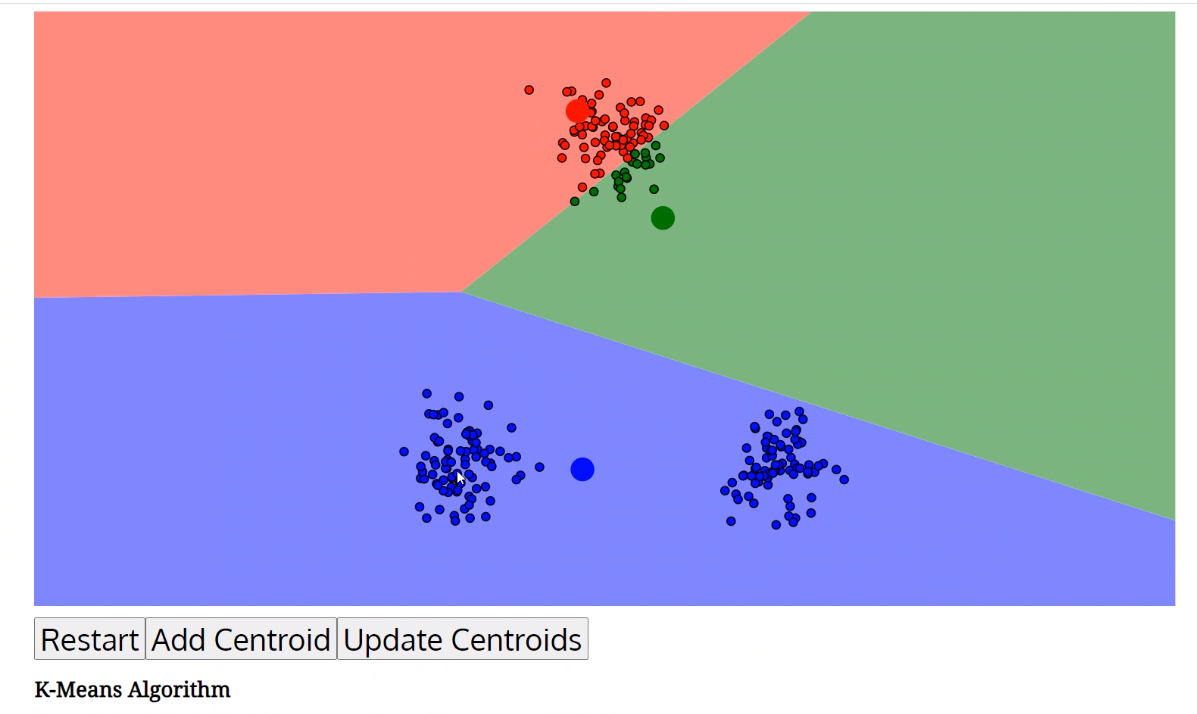 Restart Add Centroid Update Centroids
K-Means Algorithm